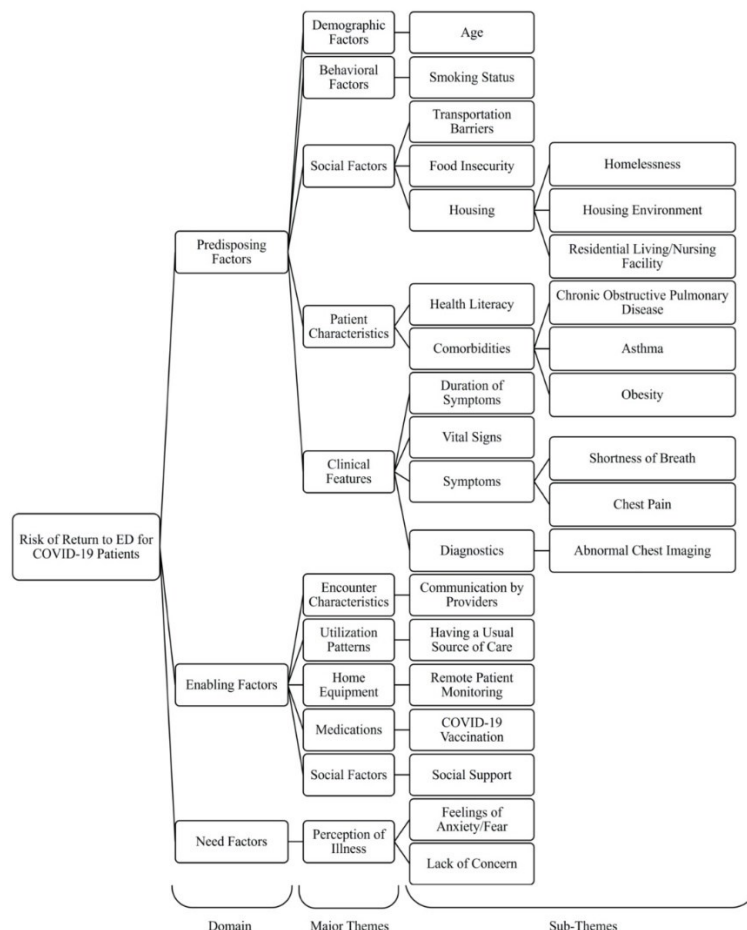 Demographic
Factors
Age
Behavioral
Factors
Smoking Status
Transportation
Barriers
Social Factors
Food Insecurity
Homelessness
Housing
Housing Environment
Predisposing
Factors
Residential Living/Nursing
Facility
Patient
Characteristics
Health Literacy
Chronic Obstructive Pulmonary
Disease
Comorbidities
Asthma
Duration of
Symptoms
Obesity
Vital Signs
Clinical
Features
Symptoms
Shortness of Breath
Chest Pain
Risk of Return to ED for
COVID-19 Patients
Diagnostics
Abnormal Chest Imaging
Encounter
Characteristics
Communication by
Providers
Utilization
Patterns
Having a Usual
Source of Care
Enabling Factors
Home
Equipment
Remote Patient
Monitoring
Medications
COVID-19
Vaccination
Social Factors
Social Support
Need Factors
Perception of
Illness
Feelings of
Anxiety/Fear
Lack of Concern
Domain
Major Themes
Sub-Themes